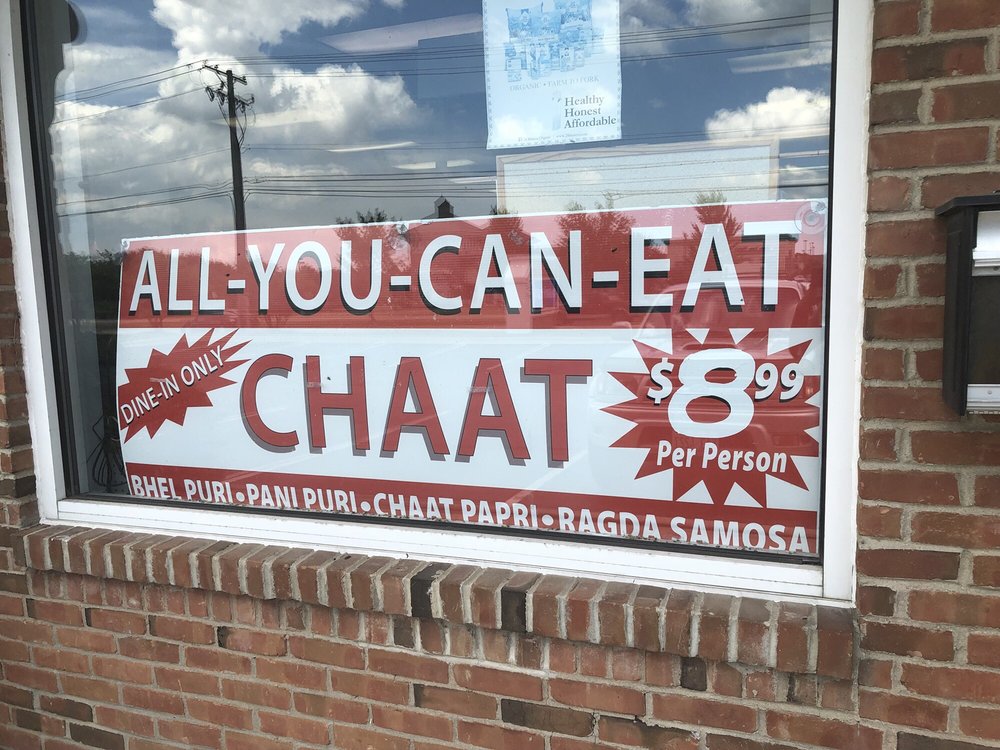 ORGANIC • FARM TO FORK
Healthy
Honest
Affordable
ALL-YOU-CAN-EAT
DINE-IN ONLY
CHAAT
$8.99
Per Person
BHEL PURI•PANI PURI•CHAAT PAPRI•RAGDA SAMOSA